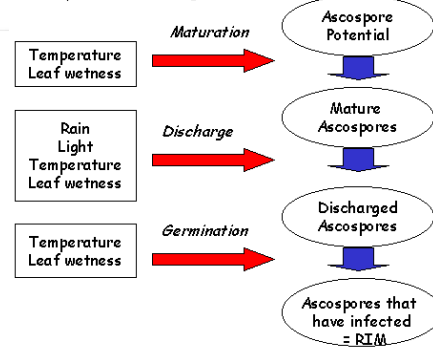 Maturation
Ascospore
Potential
Temperature
Leaf wetness
Rain
Light
Temperature
Leaf wetness
Discharge
Mature
Ascospores
Discharged
Ascospores
Germination
Temperature
Leaf wetness
Ascospores that
have infected
= RIM